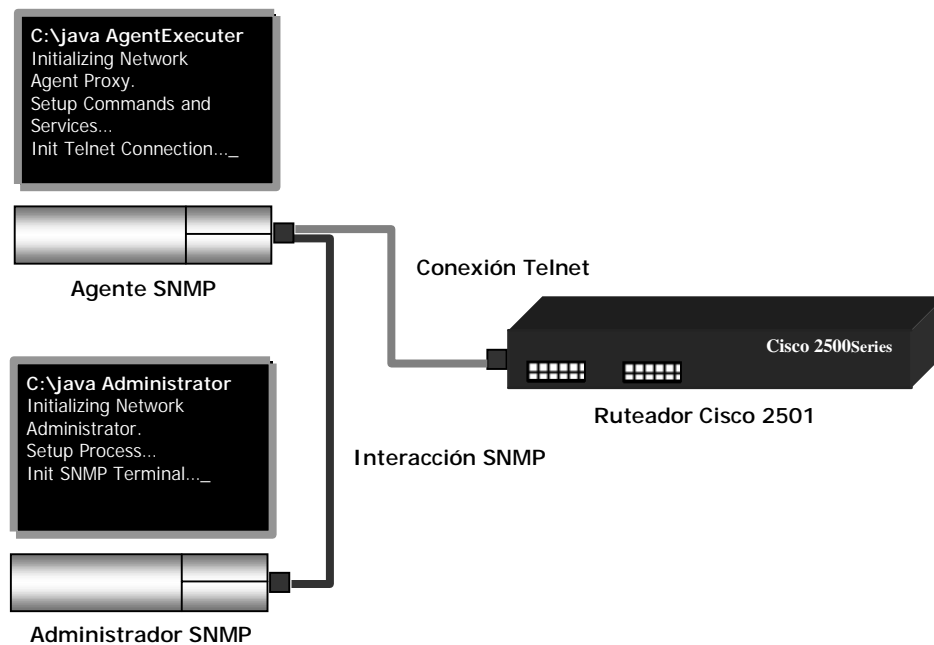 C:\java AgentExecuter
Initializing Network
Agent Proxy.
Setup Commands and
Services...
Init Telnet Connection..._
Agente SNMP
Conexión Telnet
Cisco 2500Series
Ruteador Cisco 2501
C:\java Administrator
Initializing Network
Administrator.
Setup Process...
Init SNMP Terminal..._
Interacción SNMP
Administrador SNMP